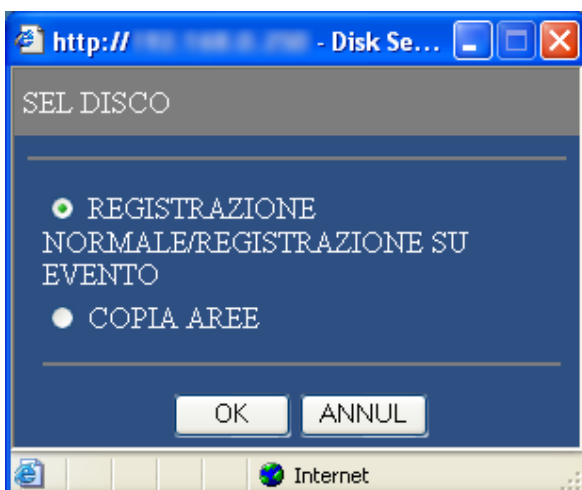 http:// - Disk Se...
SEL DISCO
REGISTRAZIONE
NORMALE/REGISTRAZIONE SU
EVENTO
COPIA AREE
OK ANNUL
Internet